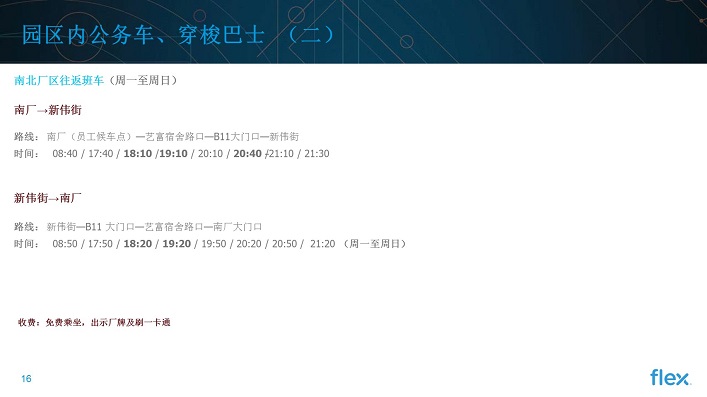 园区内公务车、穿梭巴士 （二）
南北厂区往返班车（周一至周日）
南厂→新伟街
路线： 南厂（员工候车点）—艺富宿舍路口—B11大门口—新伟街
时间： 08:40 / 17:40 / 18:10 /19:10 / 20:10 / 20:40 /21:10 / 21:30
新伟街→南厂
路线： 新伟街—B11 大门口—艺富宿舍路口—南厂大门口
时间： 08:50 / 17:50 / 18:20 / 19:20 / 19:50 / 20:20 / 20:50 / 21:20 （周一至周日）
收费：免费乘坐，出示厂牌及刷一卡通
16
flex